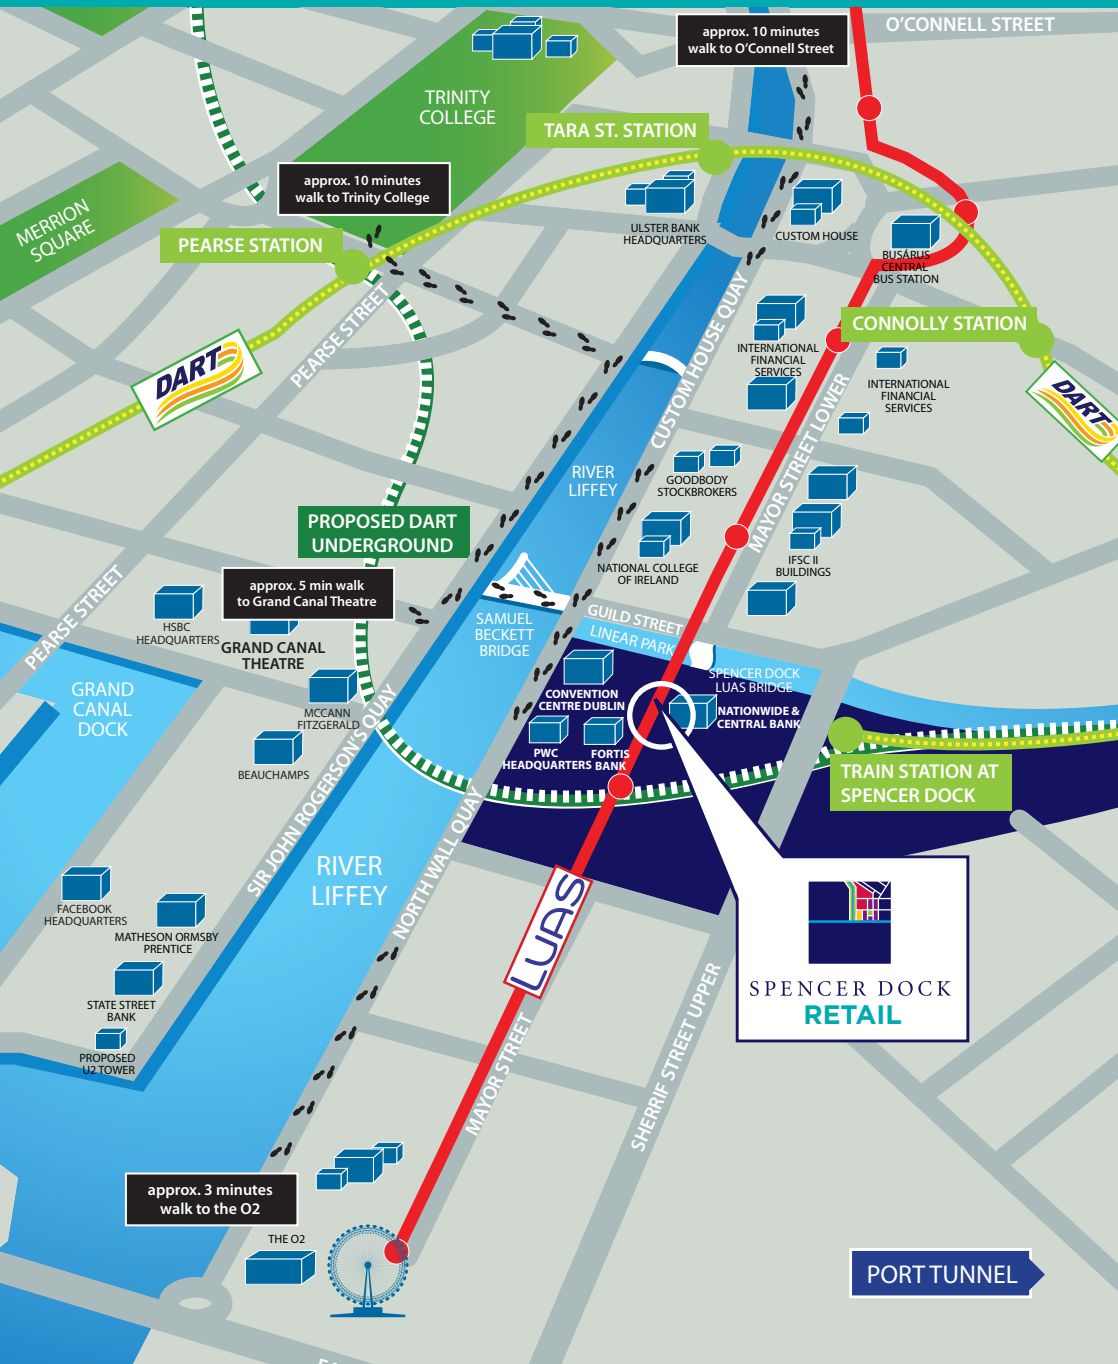 approx. 10 minutes
walk to O'Connell Street
O'CONNELL STREET
TRINITY
COLLEGE
TARA ST. STATION
approx. 10 minutes
walk to Trinity College
MERRION
SQUARE
PEARSE STATION
ULSTER BANK
HEADQUARTERS
CUSTOM HOUSE
BUSÁRUS
CENTRAL
BUS STATION
CONNOLLY STATION
PEARSE STREET
DART
CUSTOM HOUSE QUAY
INTERNATIONAL
FINANCIAL
SERVICES
INTERNATIONAL
FINANCIAL
SERVICES
DART
MAYOR STREET LOWER
RIVER
LIFFEY
GOODBODY
STOCKBROKERS
PROPOSED DART
UNDERGROUND
NATIONAL COLLEGE
OF IRELAND
IFSC II
BUILDINGS
approx. 5 min walk
to Grand Canal Theatre
PEARSE STREET
HSBC
HEADQUARTERS
GRAND CANAL
THEATRE
SAMUEL
BECKETT
BRIDGE
GUILD STREET
LINEAR PARK
SPENCER DOCK
LUAS BRIDGE
GRAND
CANAL
DOCK
MCCANN
FITZGERALD
CONVENTION
CENTRE DUBLIN
NATIONWIDE &
CENTRAL BANK
BEAUCHAMPS
PWC
HEADQUARTERS
FORTIS
BANK
TRAIN STATION AT
SPENCER DOCK
SIR JOHN ROGERSON'S QUAY
NORTH WALL QUAY
RIVER
LIFFEY
LUAS
FACEBOOK
HEADQUARTERS
MATHESON ORMSBY
PRENTICE
STATE STREET
BANK
PROPOSED
U2 TOWER
SPENCER DOCK
RETAIL
MAYOR STREET
SHERRIF STREET UPPER
approx. 3 minutes
walk to the O2
THE O2
PORT TUNNEL